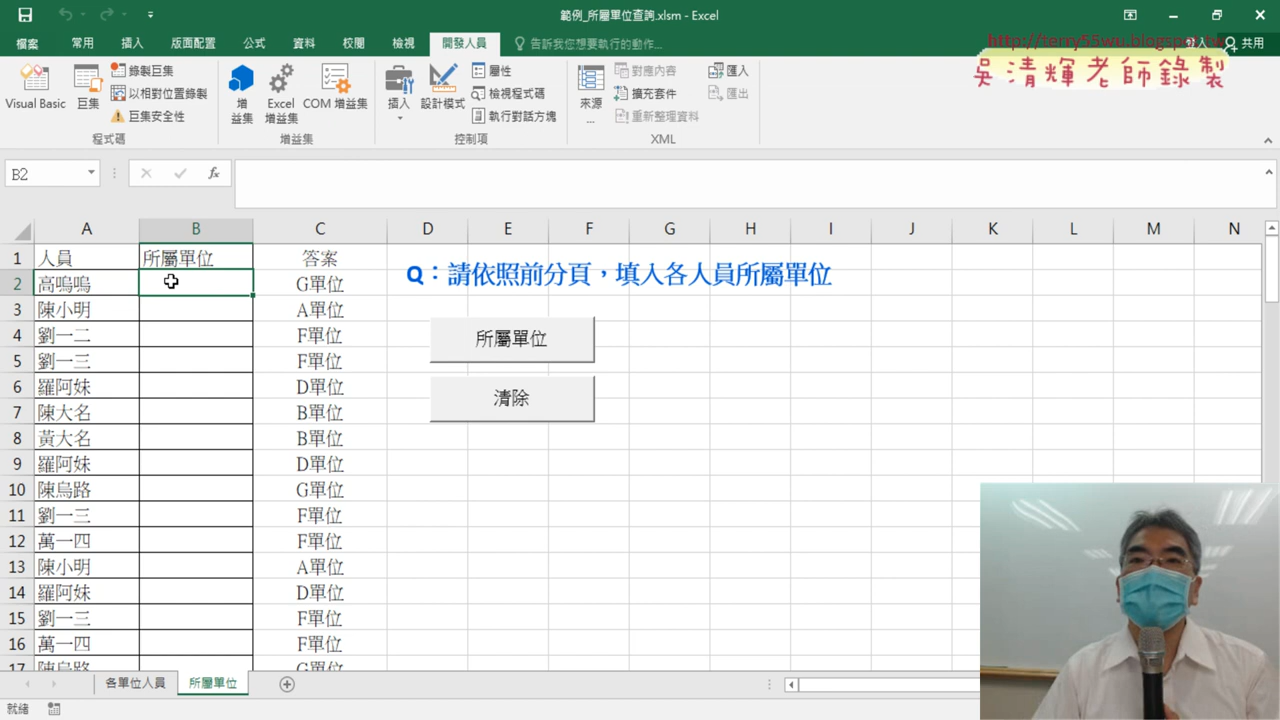 範例_所屬單位查詢.xlsm - Excel
檔案 常用 插入 版面配置 公式 資料 校閱 檢視 開發人員 告訴我您想要執行的動作... 登入 共用
http://terry55wu.blogspot.tw
吳清輝老師錄製
Visual Basic 巨集 錄製巨集 以相對位置錄製 巨集安全性
程式碼
增益集 Excel 增益集 COM 增益集
增益集
插入 設計模式 屬性 檢視程式碼 執行對話方塊
控制項
來源 對應內容 擴充套件 重新整理資料 匯入 匯出
XML
B2 fx
A B C D E F G H I J K L M N
1 人員 所屬單位 答案
Q：請依照前分頁，填入各人員所屬單位
2 高嗚嗚 G單位
3 陳小明 A單位
4 劉一二 F單位
所屬單位
5 劉一三 F單位
6 羅阿妹 D單位
清除
7 陳大名 B單位
8 黃大名 B單位
9 羅阿妹 D單位
10 陳烏路 G單位
11 劉一三 F單位
12 萬一四 F單位
13 陳小明 A單位
14 羅阿妹 D單位
15 劉一三 F單位
16 萬一四 F單位
17 陳烏路 G單位
各單位人員 所屬單位
就緒